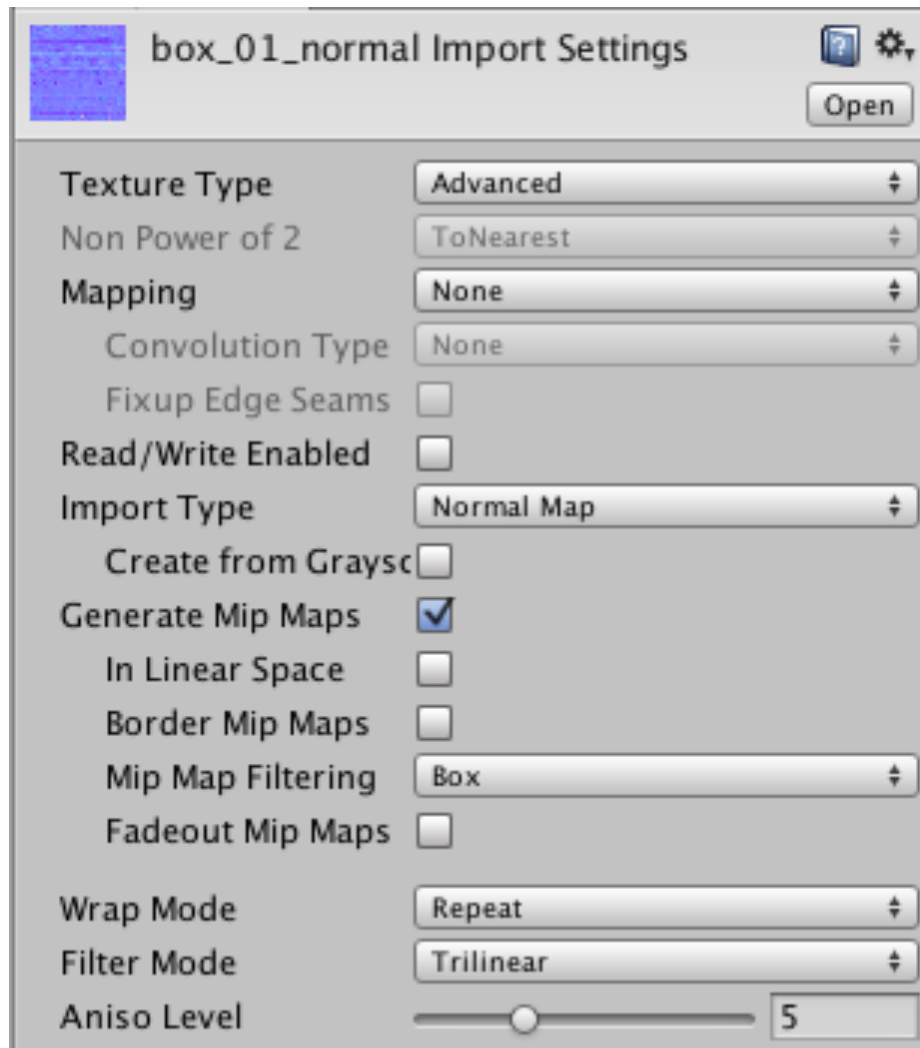 box_01_normal Import Settings
?
Open
Texture Type Advanced
Non Power of 2 ToNearest
Mapping None
Convolution Type None
Fixup Edge Seams
Read/Write Enabled
Import Type Normal Map
Create from Graysc
Generate Mip Maps
In Linear Space
Border Mip Maps
Mip Map Filtering Box
Fadeout Mip Maps
Wrap Mode Repeat
Filter Mode Trilinear
Aniso Level 5